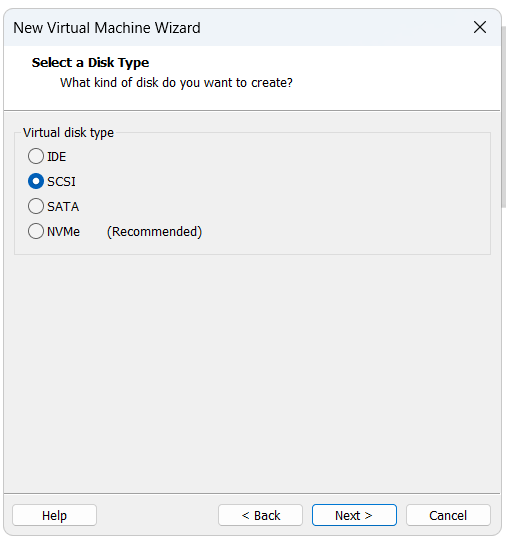 New Virtual Machine Wizard
Select a Disk Type
What kind of disk do you want to create?
Virtual disk type
IDE
SCSI
SATA
NVMe (Recommended)
Help < Back Next > Cancel